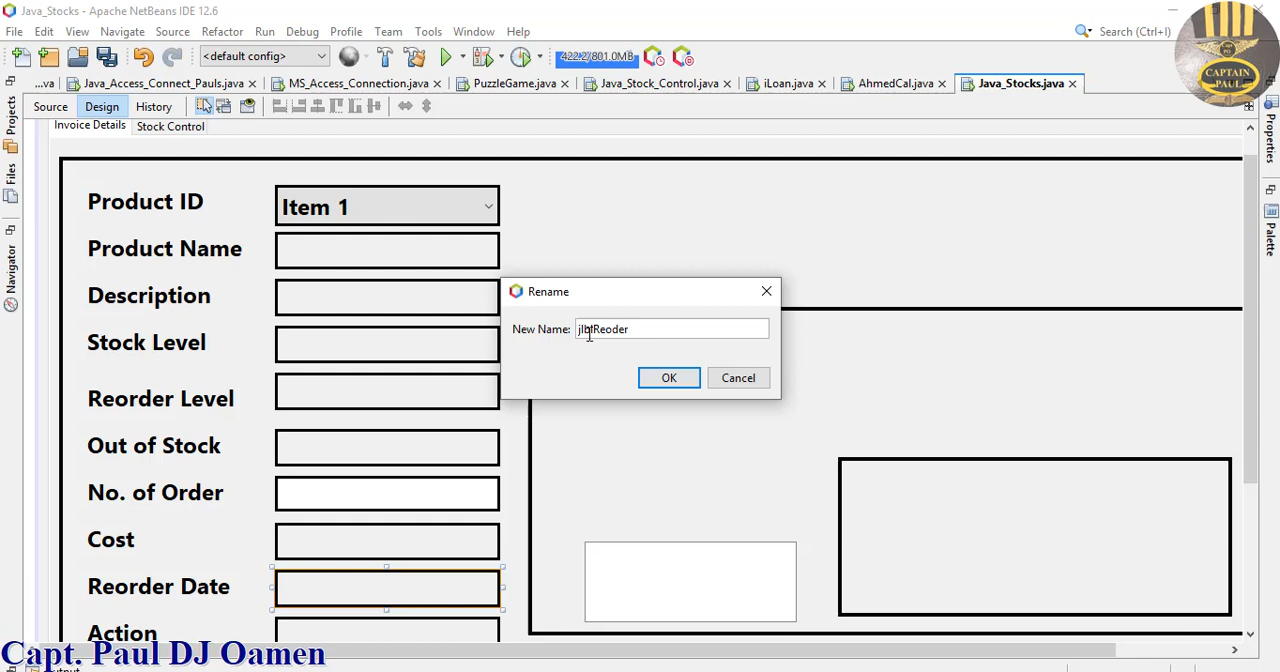 Java_Stocks - Apache NetBeans IDE 12.6
File Edit View Navigate Source Refactor Run Debug Profile Team Tools Window Help
Search (Ctrl+I)
<default config>
422.2/801.0MB
...va Java_Access_Connect_Pauls.java MS_Access_Connection.java PuzzleGame.java Java_Stock_Control.java iLoan.java AhmedCal.java Java_Stocks.java
CAPTAIN
PAUL
Source Design History
Invoice Details Stock Control
Projects
Files
Navigator
Properties
Palette
Product ID Item 1
Product Name
Description
Stock Level
Reorder Level
Out of Stock
No. of Order
Cost
Reorder Date
Action
Rename
New Name: jlblReoder
OK Cancel
Capt. Paul DJ Oamen